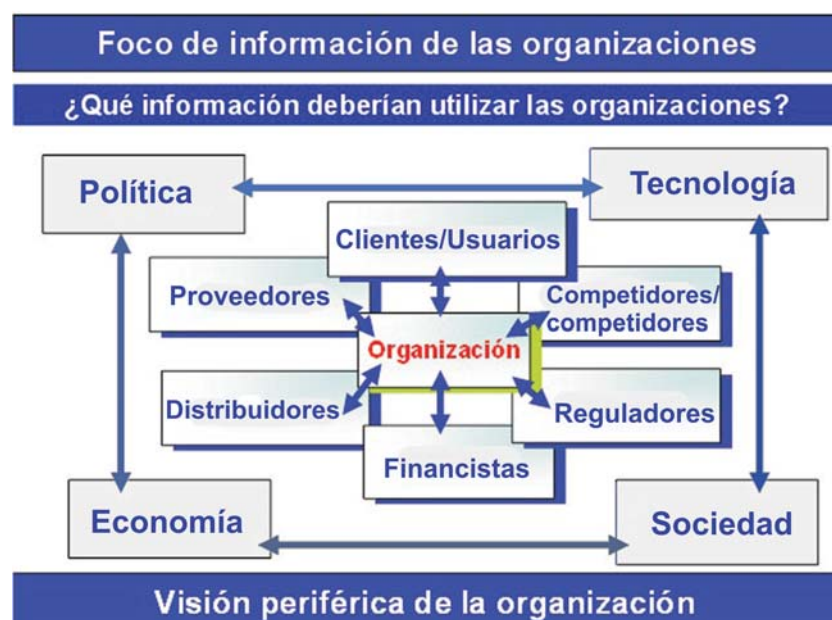 Foco de información de las organizaciones
¿Qué información deberían utilizar las organizaciones?
Política
Tecnología
Clientes/Usuarios
Proveedores
Competidores/
competidores
Organización
Distribuidores
Reguladores
Financistas
Economía
Sociedad
Visión periférica de la organización